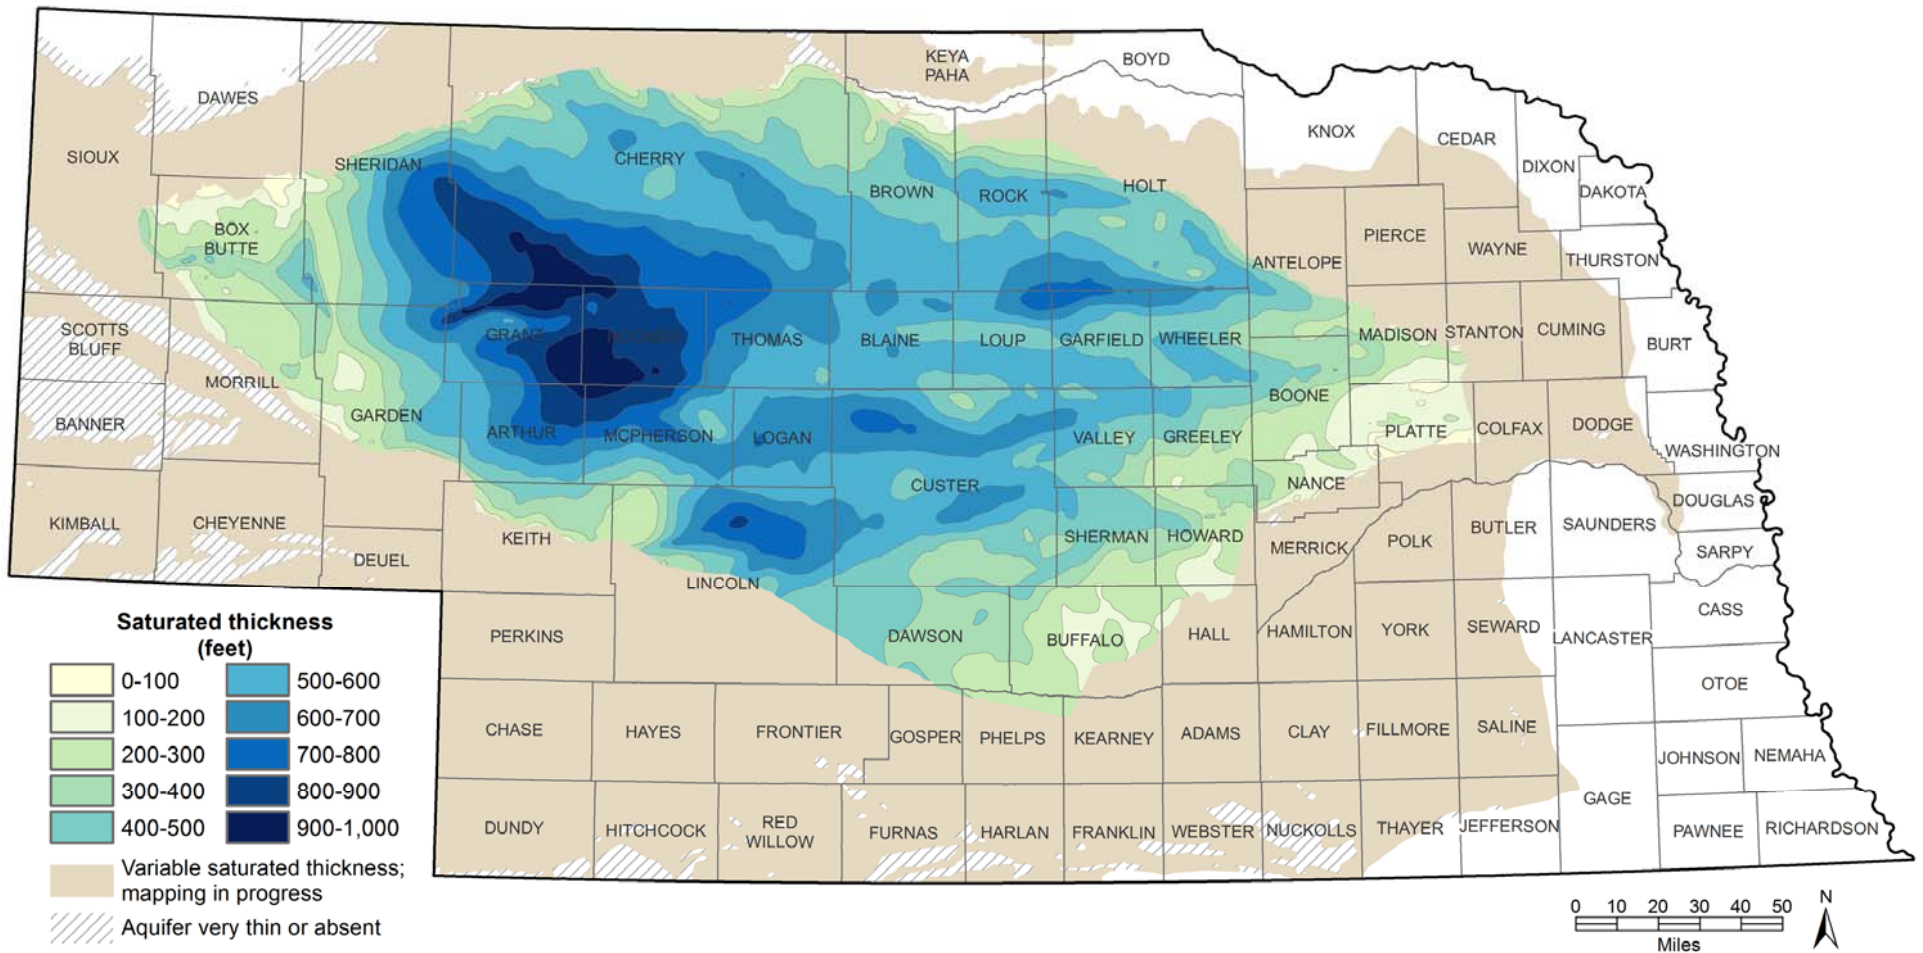 KEYA
PAHA
BOYD
DAWES
SIOUX
SHERIDAN
CHERRY
BROWN
ROCK
HOLT
KNOX
CEDAR
DIXON
DAKOTA
BOX
BUTTE
ANTELOPE
PIERCE
WAYNE
THURSTON
SCOTTS
BLUFF
MORRILL
GRANT
THOMAS
BLAINE
LOUP
GARFIELD
WHEELER
MADISON
STANTON
CUMING
BURT
BANNER
GARDEN
ARTHUR
MCPHERSON
LOGAN
CUSTER
VALLEY
GREELEY
BOONE
PLATTE
COLFAX
DODGE
WASHINGTON
NANCE
DOUGLAS
KIMBALL
CHEYENNE
DEUEL
KEITH
LINCOLN
SHERMAN
HOWARD
MERRICK
POLK
BUTLER
SAUNDERS
SARPY
CASS
PERKINS
DAWSON
BUFFALO
HALL
HAMILTON
YORK
SEWARD
LANCASTER
OTOE
CHASE
HAYES
FRONTIER
GOSPER
PHELPS
KEARNEY
ADAMS
CLAY
FILLMORE
SALINE
JOHNSON
NEMAHA
GAGE
DUNDY
HITCHCOCK
RED
WILLOW
FURNAS
HARLAN
FRANKLIN
WEBSTER
NUCKOLLS
THAYER
JEFFERSON
PAWNEE
RICHARDSON
Saturated thickness
(feet)
0-100
100-200
200-300
300-400
400-500
500-600
600-700
700-800
800-900
900-1,000
Variable saturated thickness;
mapping in progress
Aquifer very thin or absent
0 10 20 30 40 50
Miles
N